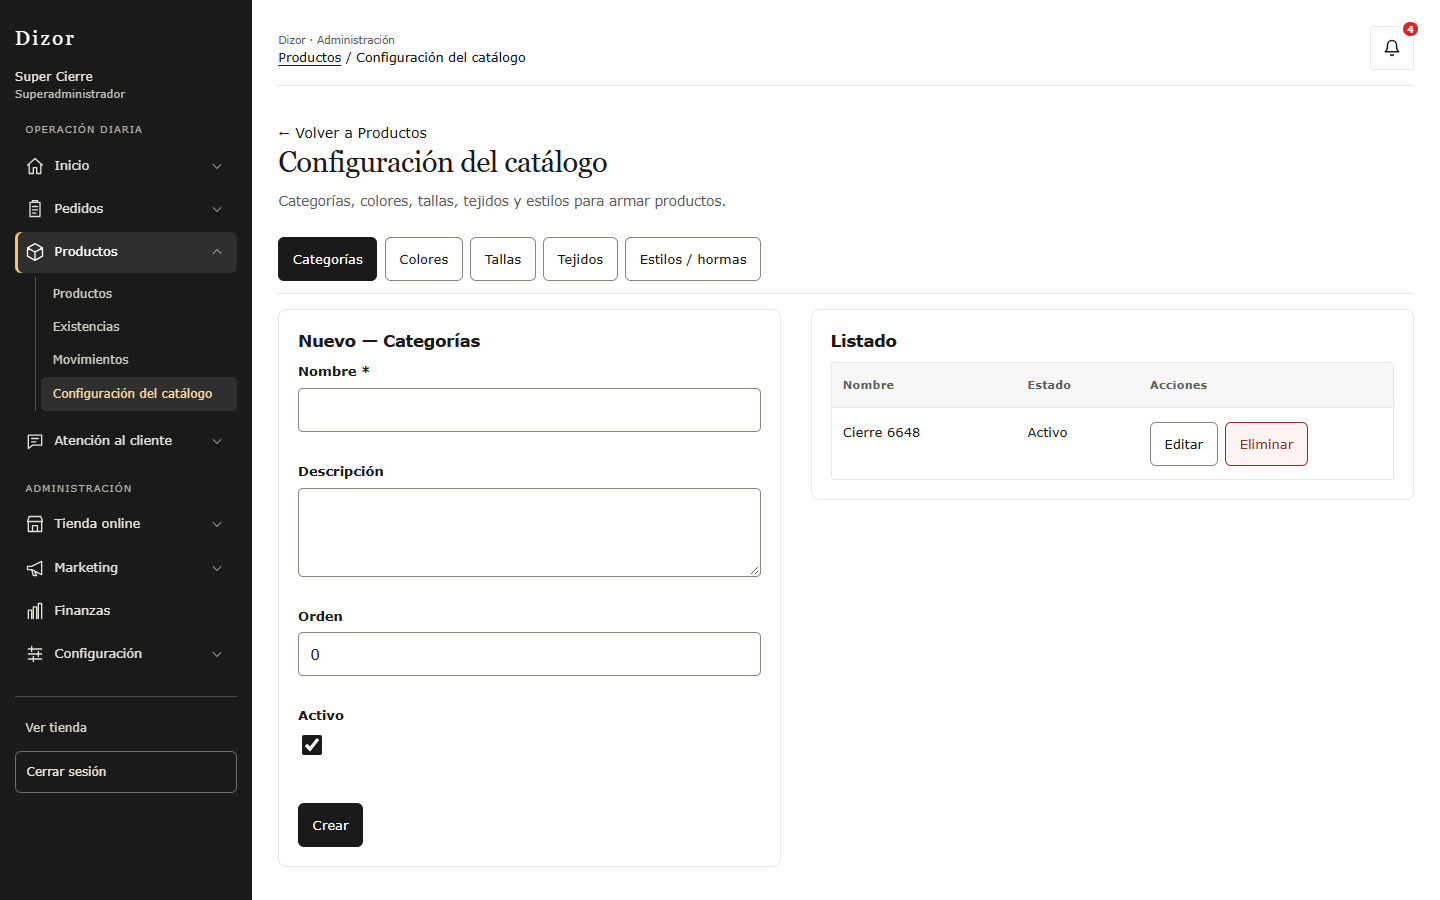 Dizor
Super Cierre
Superadministrador
OPERACIÓN DIARIA
Inicio
Pedidos
Productos
Productos
Existencias
Movimientos
Configuración del catálogo
Atención al cliente
ADMINISTRACIÓN
Tienda online
Marketing
Finanzas
Configuración
Ver tienda
Cerrar sesión
Dizor · Administración
Productos / Configuración del catálogo
4
← Volver a Productos
Configuración del catálogo
Categorías, colores, tallas, tejidos y estilos para armar productos.
Categorías Colores Tallas Tejidos Estilos / hormas
Nuevo — Categorías
Nombre *
Descripción
Orden
0
Activo
Crear
Listado
Nombre Estado Acciones
Cierre 6648 Activo Editar Eliminar